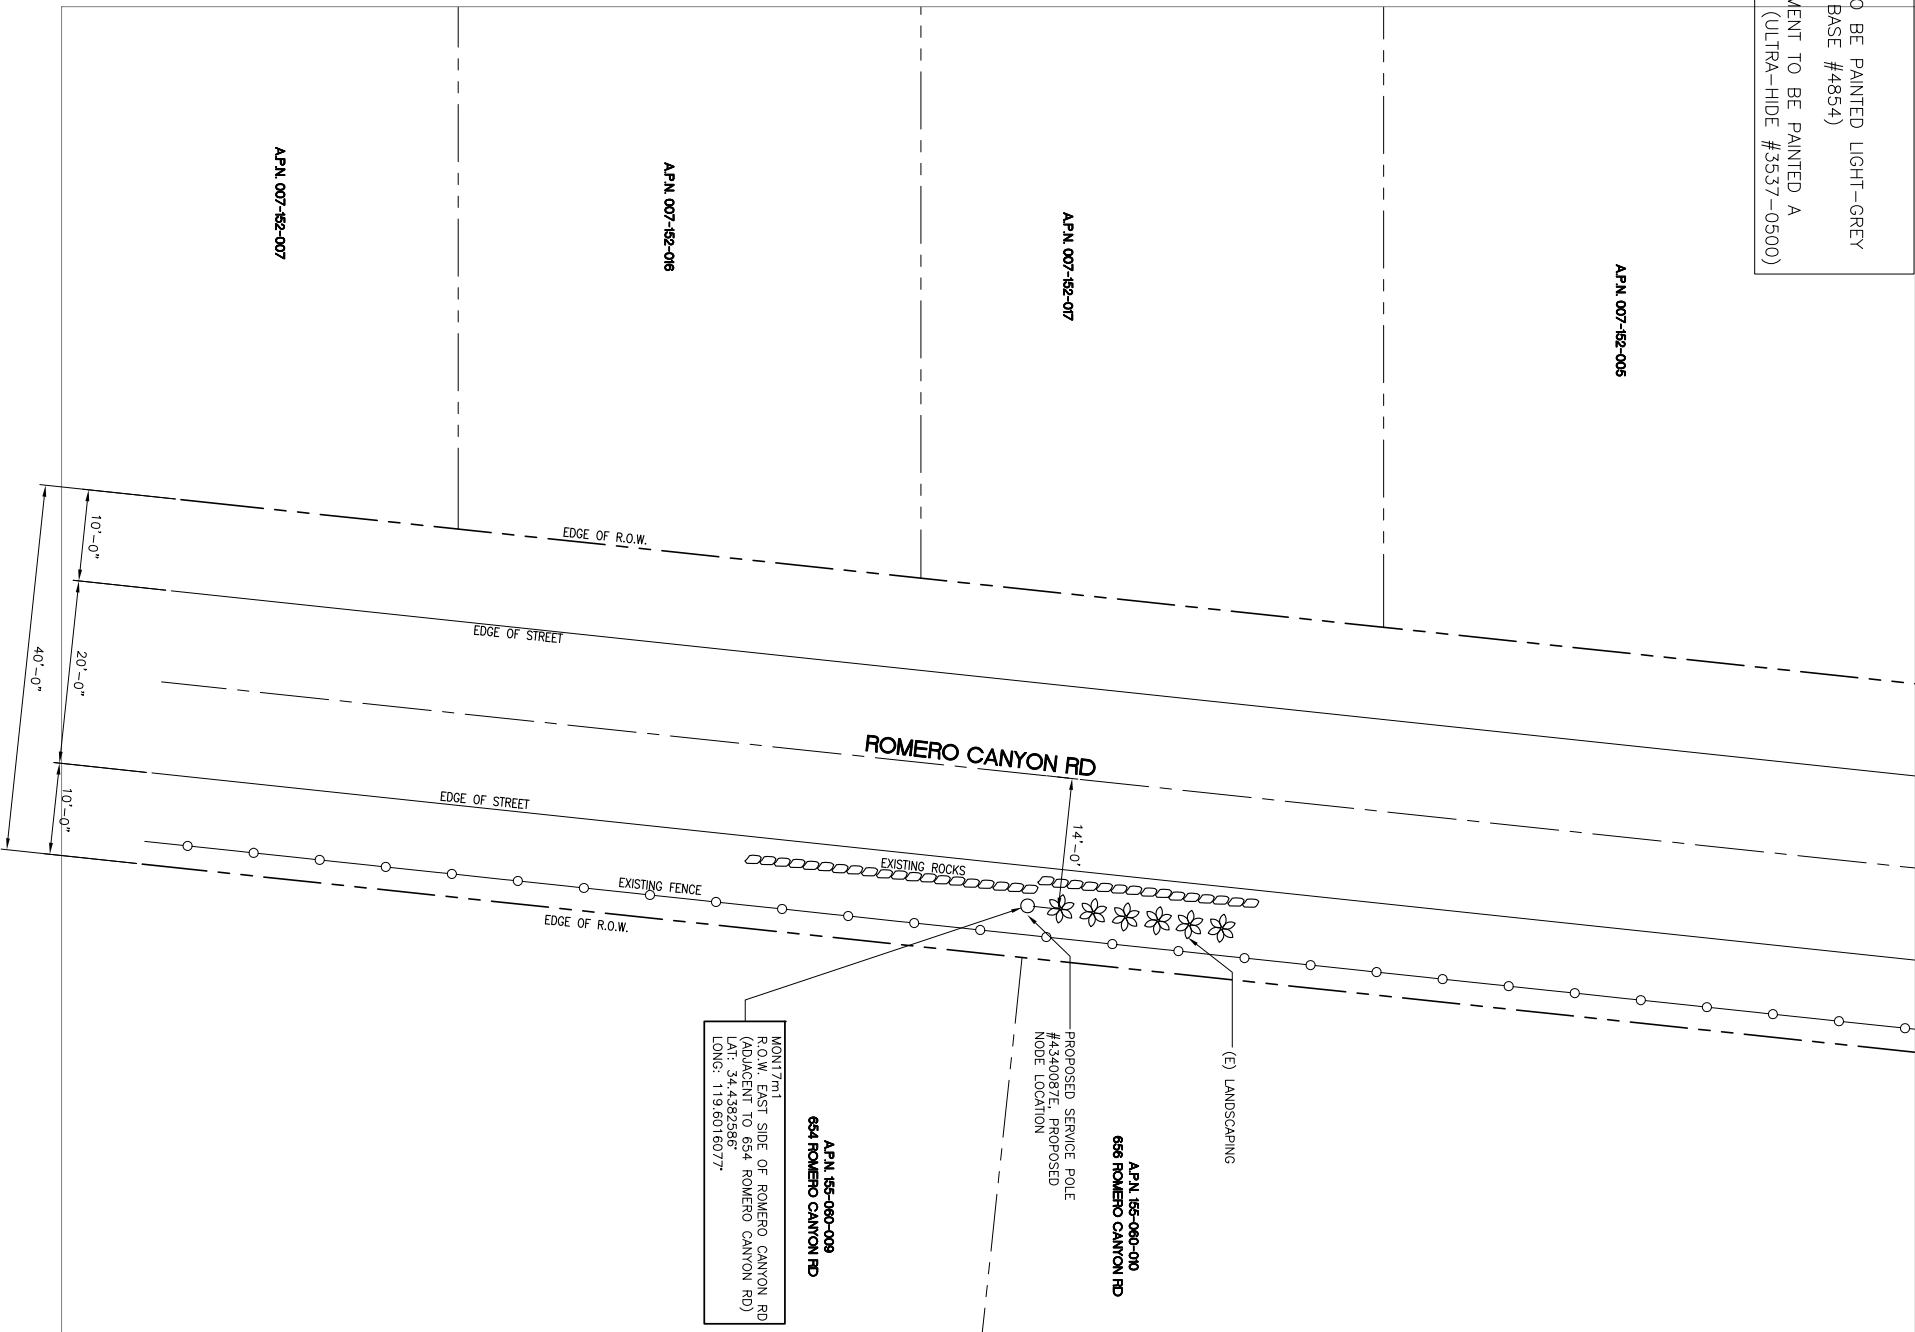 O BE PAINTED LIGHT-GREY
BASE #4854)
MENT TO BE PAINTED A
(ULTRA-HIDE #3537-0500)
A.P.N. 007-152-007
A.P.N. 007-152-016
A.P.N. 007-152-017
A.P.N. 007-152-005
EDGE OF R.O.W.
EDGE OF STREET
ROMERO CANYON RD
EDGE OF STREET
EXISTING ROCKS
EXISTING FENCE
EDGE OF R.O.W.
10'-0"
20'-0"
10'-0"
40'-0"
14'-0"
(E) LANDSCAPING
PROPOSED SERVICE POLE
#4340087E, PROPOSED
NODE LOCATION
A.P.N. 155-060-010
656 ROMERO CANYON RD
A.P.N. 155-060-009
654 ROMERO CANYON RD
MON17m1
R.O.W. EAST SIDE OF ROMERO CANYON RD
(ADJACENT TO 654 ROMERO CANYON RD)
LAT: 34.4382586°
LONG: 119.6016077°